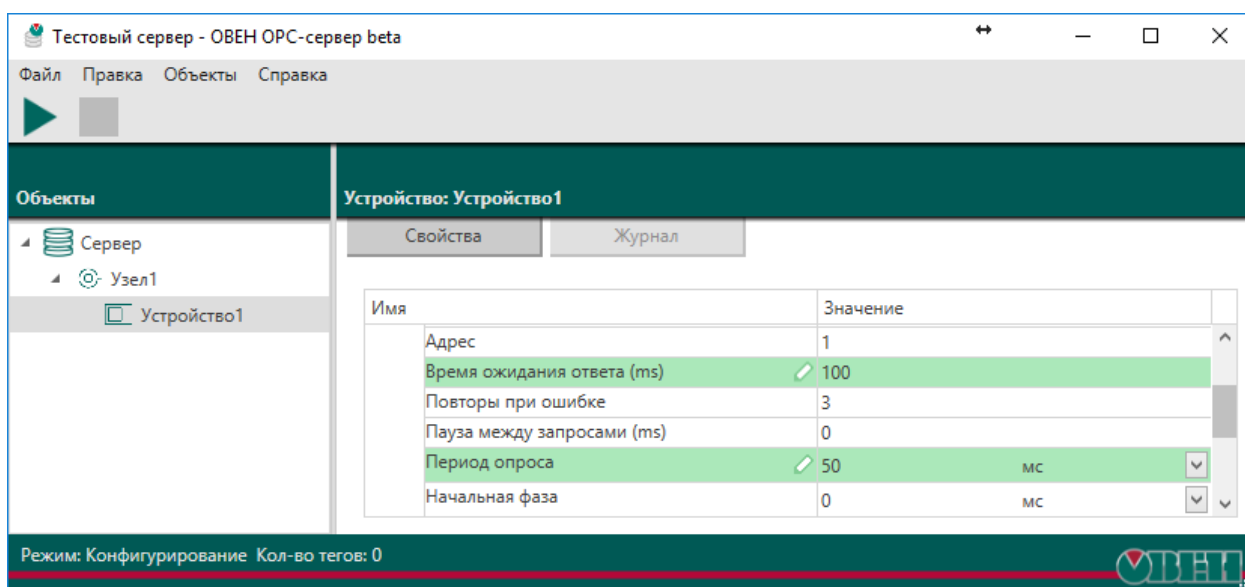 Тестовый сервер - ОВЕН OPC-сервер beta
Файл Правка Объекты Справка
Объекты
Устройство: Устройство1
Сервер
Узел1
Устройство1
Свойства Журнал
Имя Значение
Адрес 1
Время ожидания ответа (ms) 100
Повторы при ошибке 3
Пауза между запросами (ms) 0
Период опроса 50 мс
Начальная фаза 0 мс
Режим: Конфигурирование Кол-во тегов: 0
ОВЕН